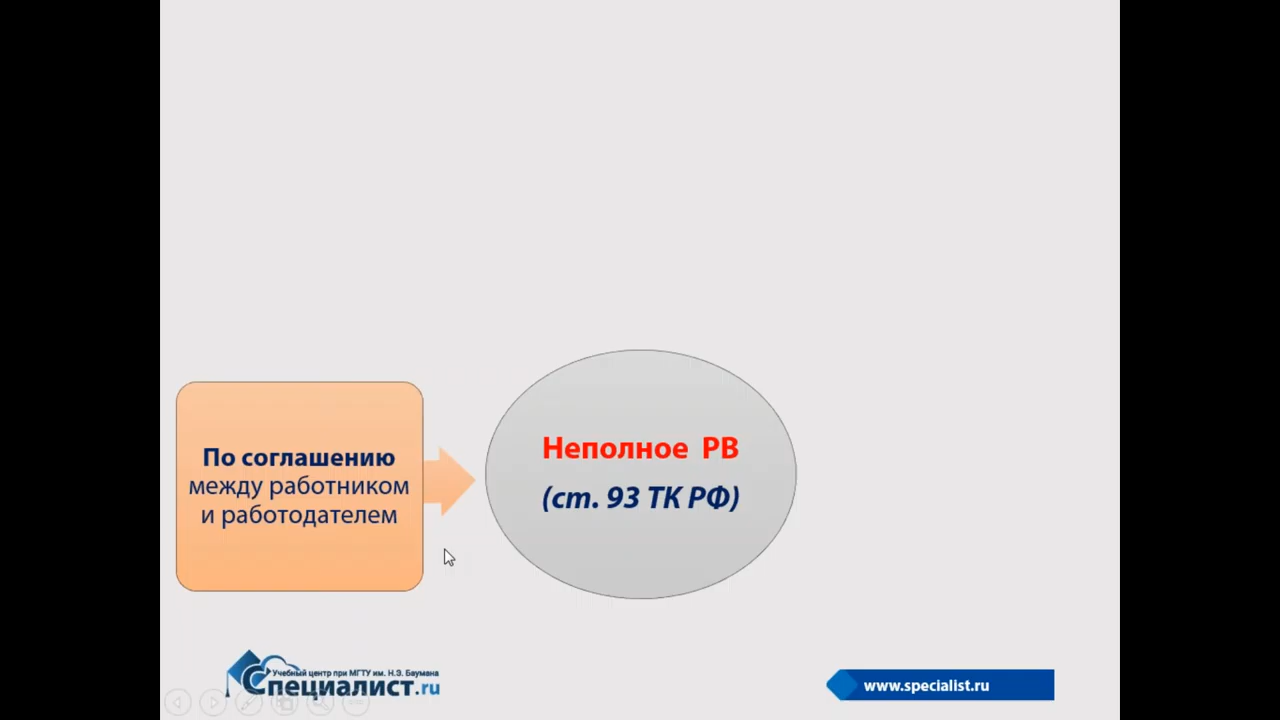 По соглашению
между работником
и работодателем
Неполное РВ
(ст. 93 ТК РФ)
Учебный центр при МГТУ им. Н.Э. Баумана
Специалист.ru
www.specialist.ru